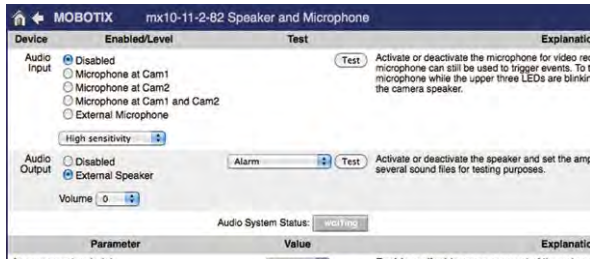 MOBOTIX mx10-11-2-82 Speaker and Microphone
Device Enabled/Level Test Explanatio
Audio Input
Disabled
Microphone at Cam1
Microphone at Cam2
Microphone at Cam1 and Cam2
External Microphone
High sensitivity
Test
Activate or deactivate the microphone for video rec
microphone can still be used to trigger events. To t
microphone while the upper three LEDs are blinkin
the camera speaker.
Audio Output
Disabled
External Speaker
Volume 0
Alarm Test
Activate or deactivate the speaker and set the amp
several sound files for testing purposes.
Audio System Status: waiting
Parameter Value Explanatio